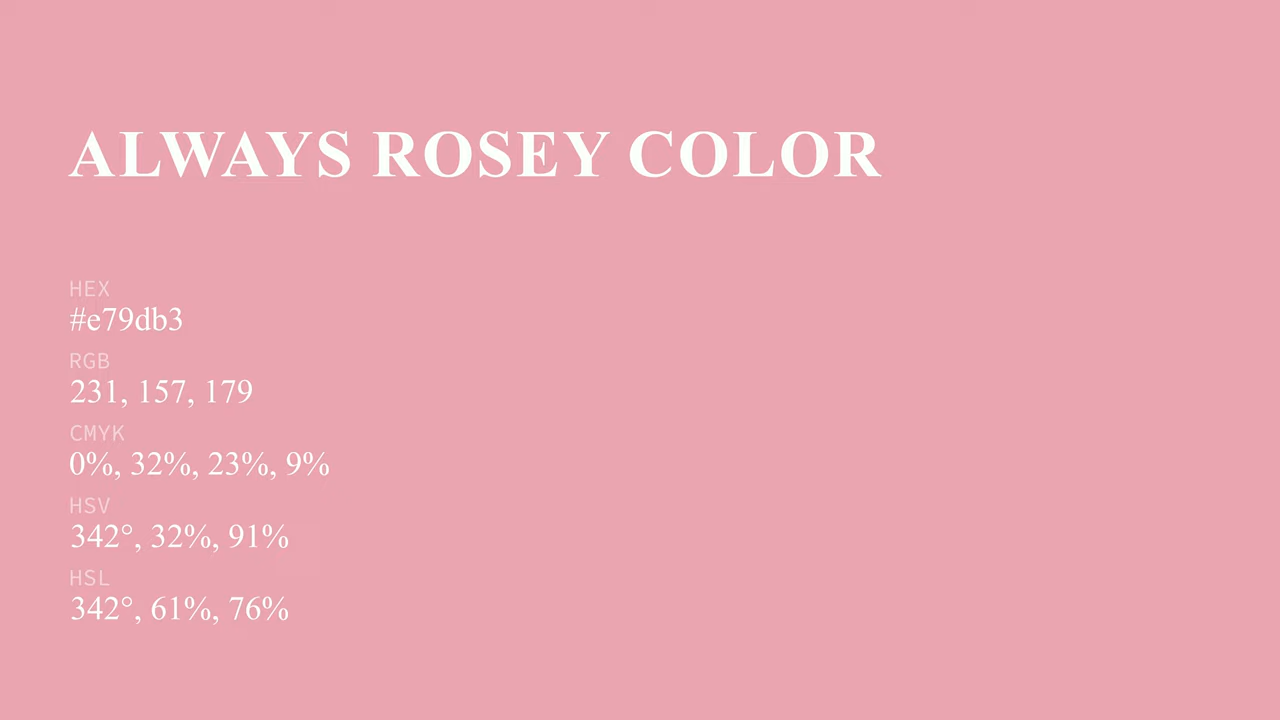 ALWAYS ROSEY COLOR
HEX
#e79db3
RGB
231, 157, 179
CMYK
0%, 32%, 23%, 9%
HSV
342°, 32%, 91%
HSL
342°, 61%, 76%